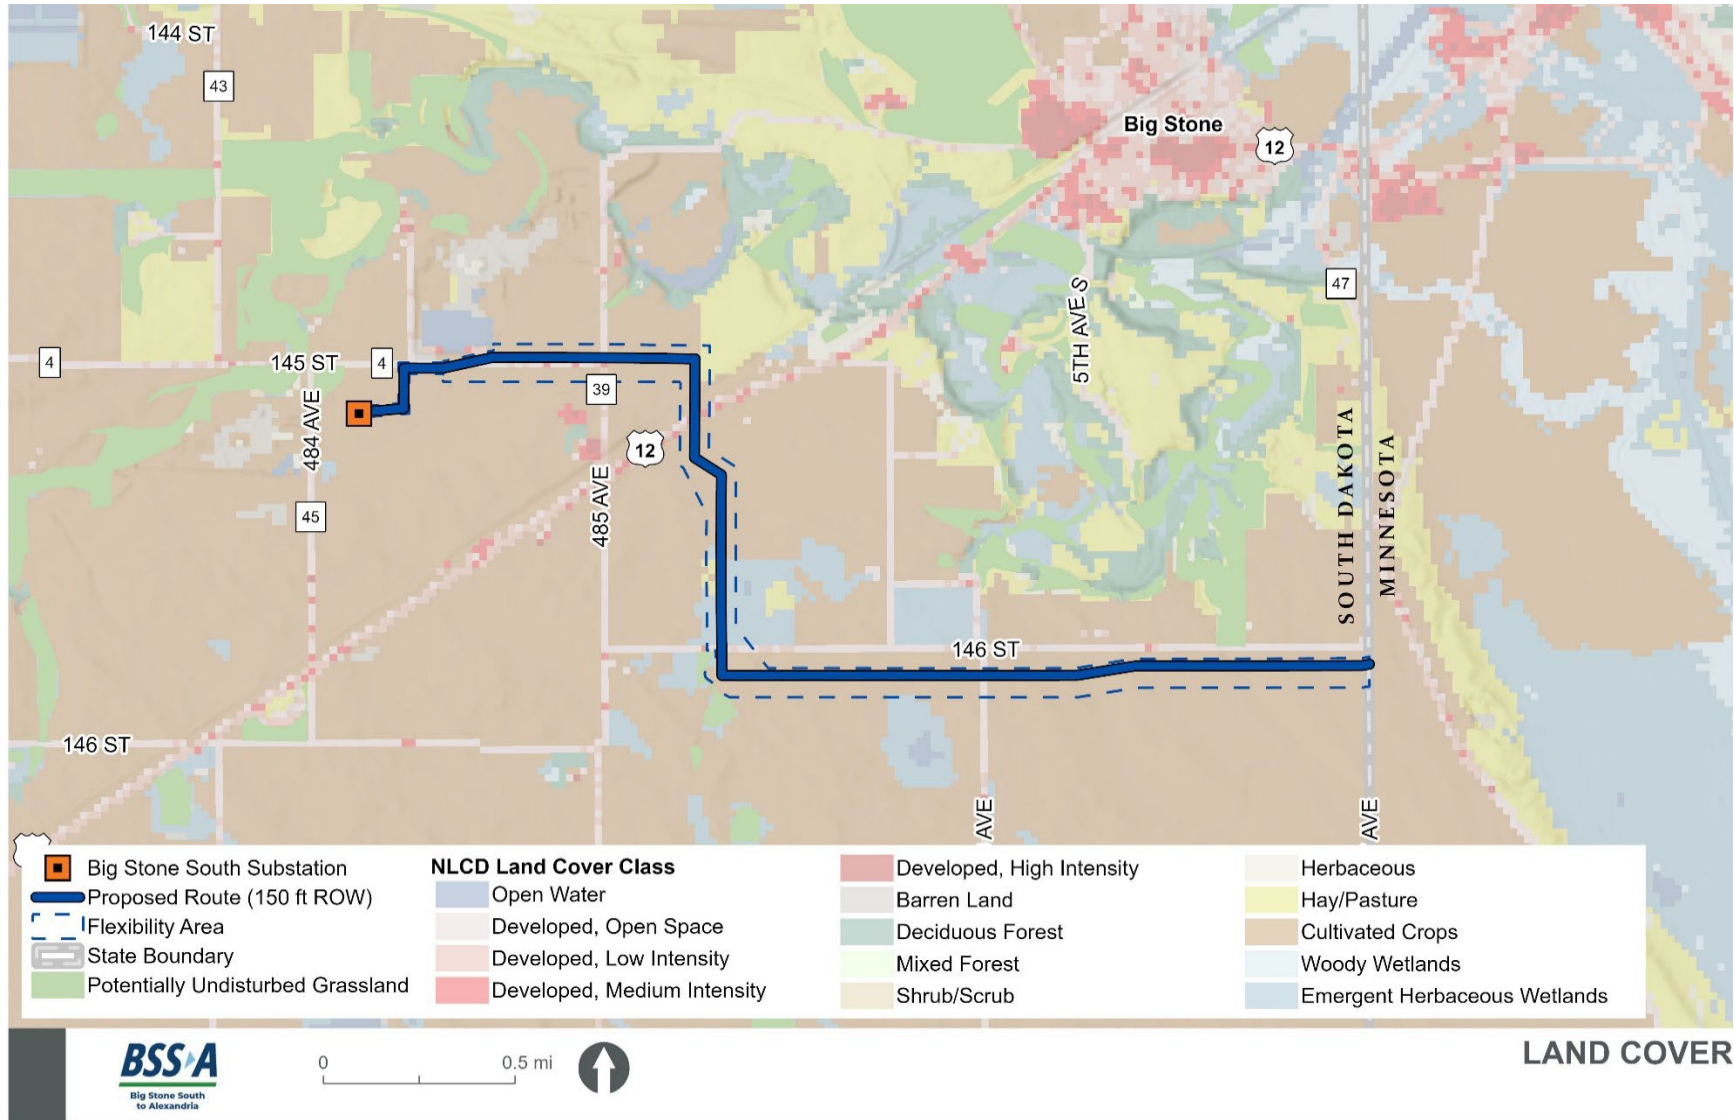 144 ST
43
Big Stone
12
47
5TH AVE S
4
145 ST
4
39
12
484 AVE
45
485 AVE
SOUTH DAKOTA
MINNESOTA
146 ST
146 ST
AVE
AVE
Big Stone South Substation
Proposed Route (150 ft ROW)
Flexibility Area
State Boundary
Potentially Undisturbed Grassland
NLCD Land Cover Class
Open Water
Developed, Open Space
Developed, Low Intensity
Developed, Medium Intensity
Developed, High Intensity
Barren Land
Deciduous Forest
Mixed Forest
Shrub/Scrub
Herbaceous
Hay/Pasture
Cultivated Crops
Woody Wetlands
Emergent Herbaceous Wetlands
BSSA
Big Stone South
to Alexandria
0 0.5 mi
LAND COVER